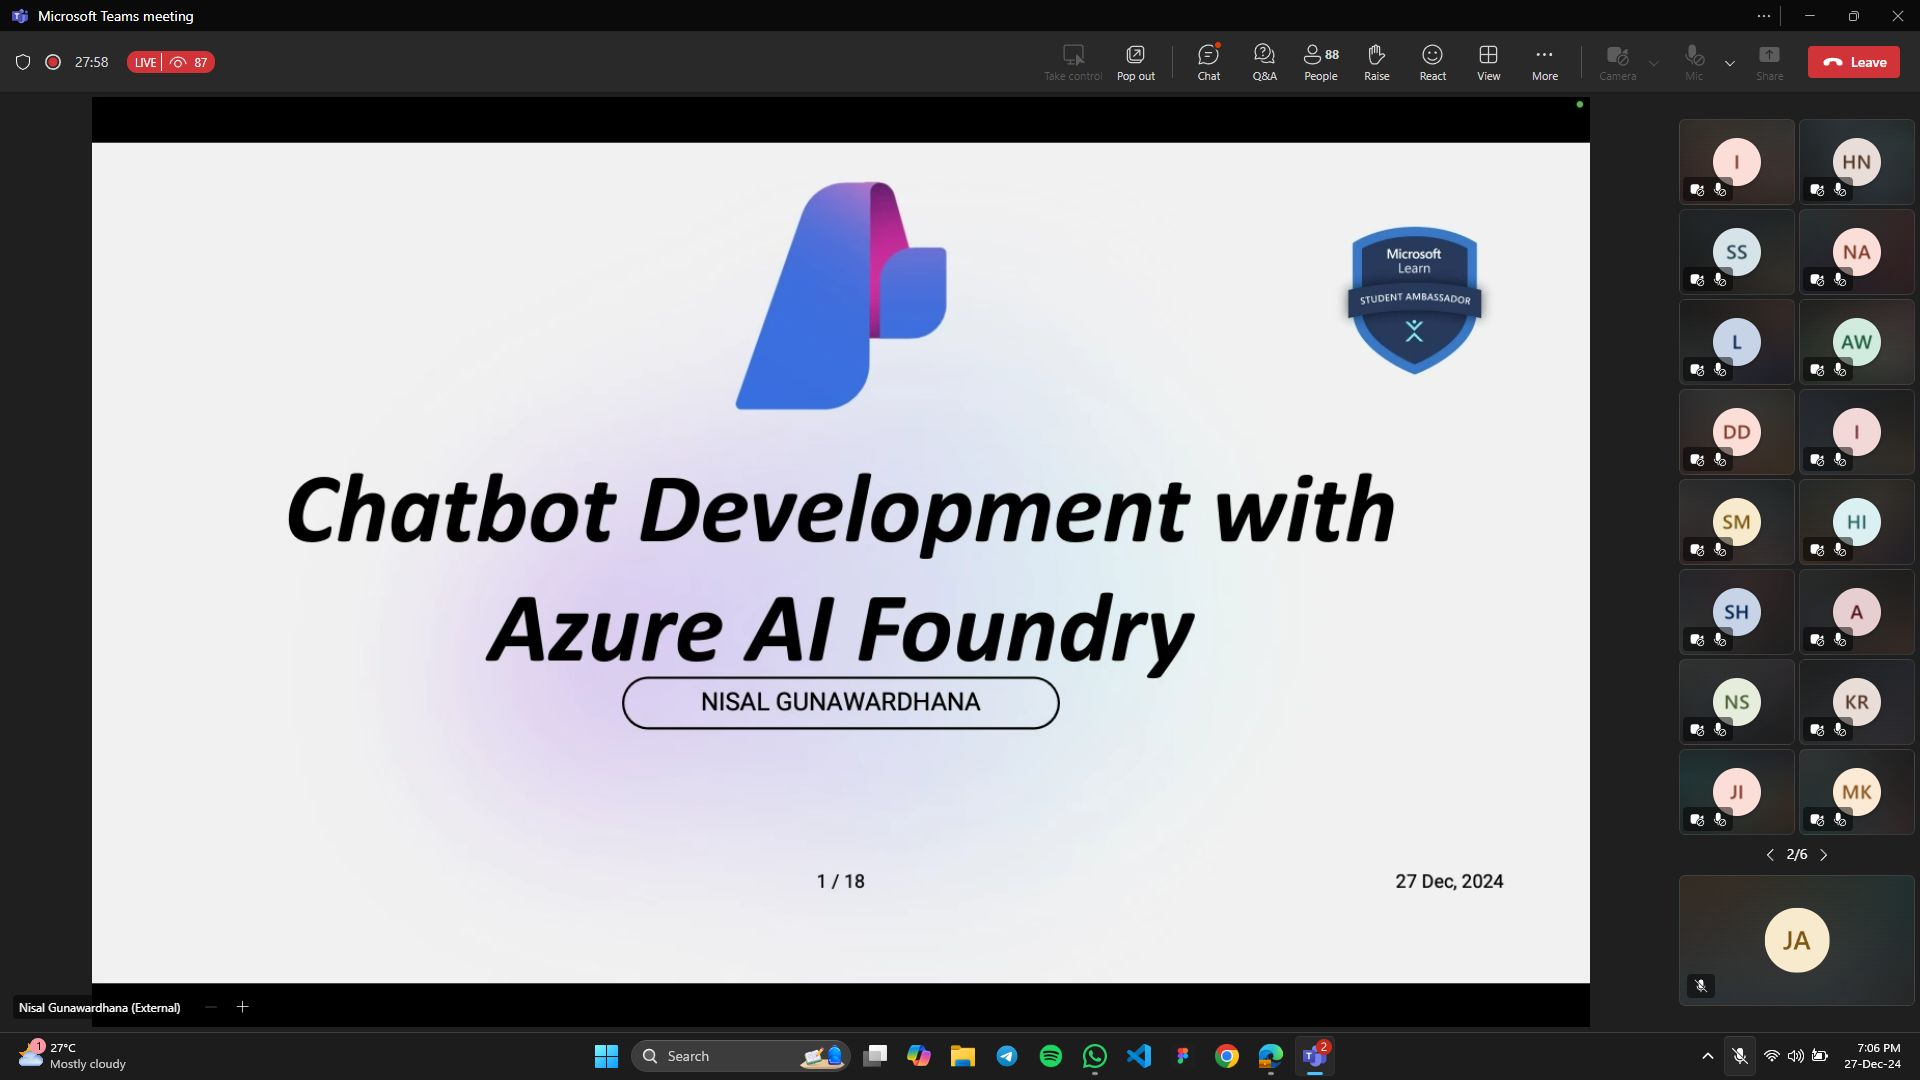 Microsoft Teams meeting
27:58
LIVE 87
Take control
Pop out
Chat
Q&A
88
People
Raise
React
View
More
Camera
Mic
Share
Leave
Microsoft
Learn
STUDENT AMBASSADOR
Chatbot Development with
Azure AI Foundry
NISAL GUNAWARDHANA
1 / 18
27 Dec, 2024
I
HN
SS
NA
L
AW
DD
I
SM
HI
SH
A
NS
KR
JI
MK
2/6
JA
Nisal Gunawardhana (External)
1
27°C
Mostly cloudy
Search
2
7:06 PM
27-Dec-24